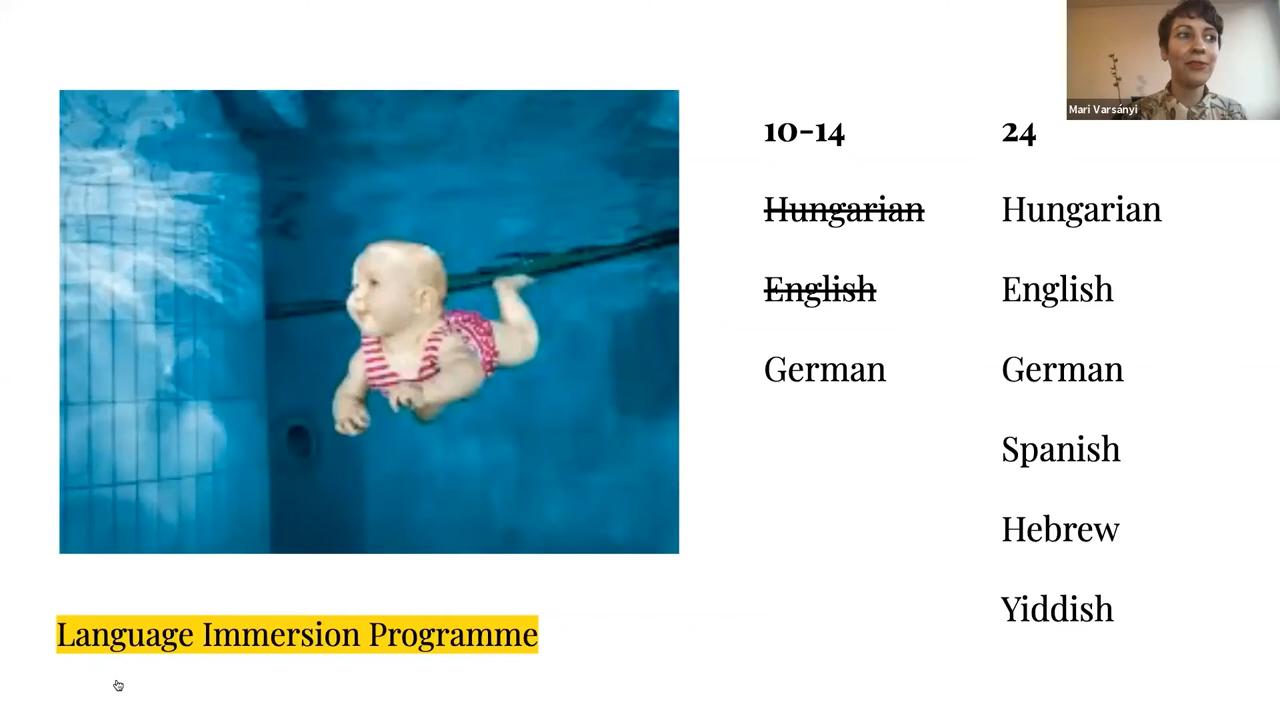 Mari Varsányi
10-14
Hungarian
English
German
24
Hungarian
English
German
Spanish
Hebrew
Yiddish
Language Immersion Programme